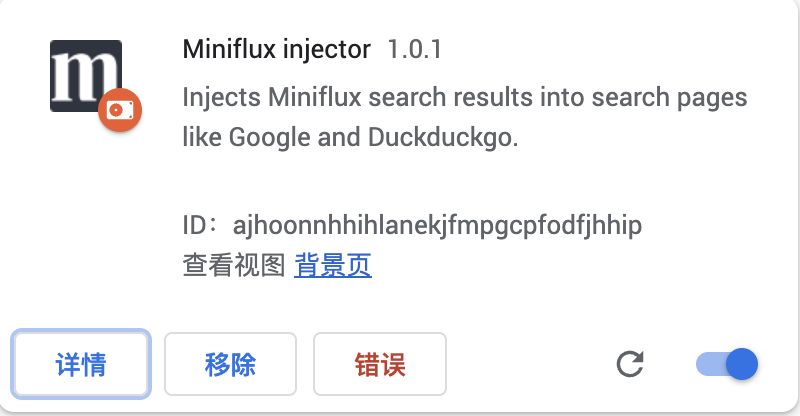 m
Miniflux injector 1.0.1
Injects Miniflux search results into search pages
like Google and Duckduckgo.
ID：ajhoonnhhihlanekjfmpgcpfodfjhhip
查看视图 背景页
详情 移除 错误